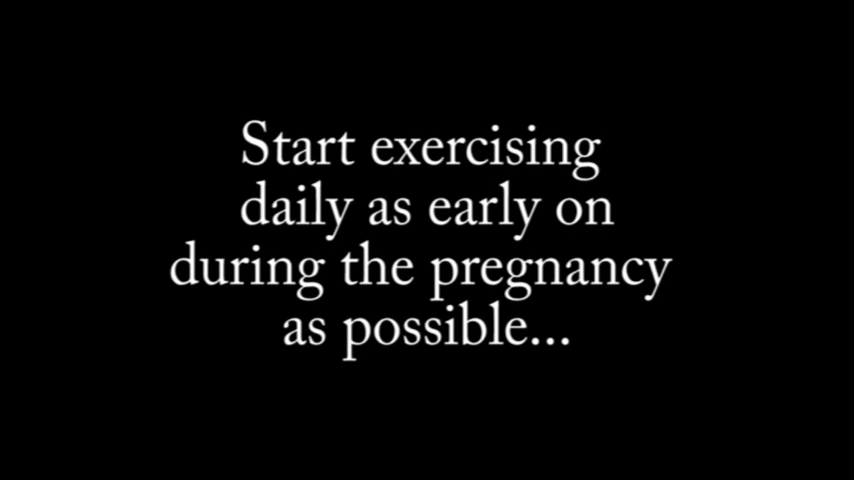 Start exercising
daily as early on
during the pregnancy
as possible...